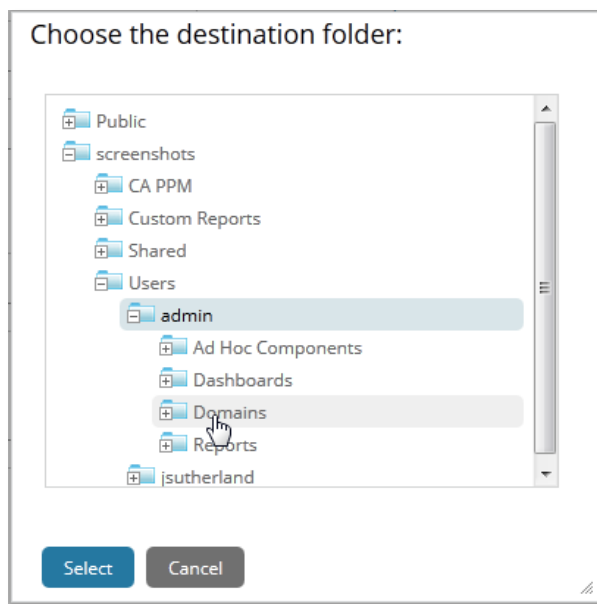 Choose the destination folder:
Public
screenshots
CA PPM
Custom Reports
Shared
Users
admin
Ad Hoc Components
Dashboards
Domains
Reports
jsutherland
Select
Cancel